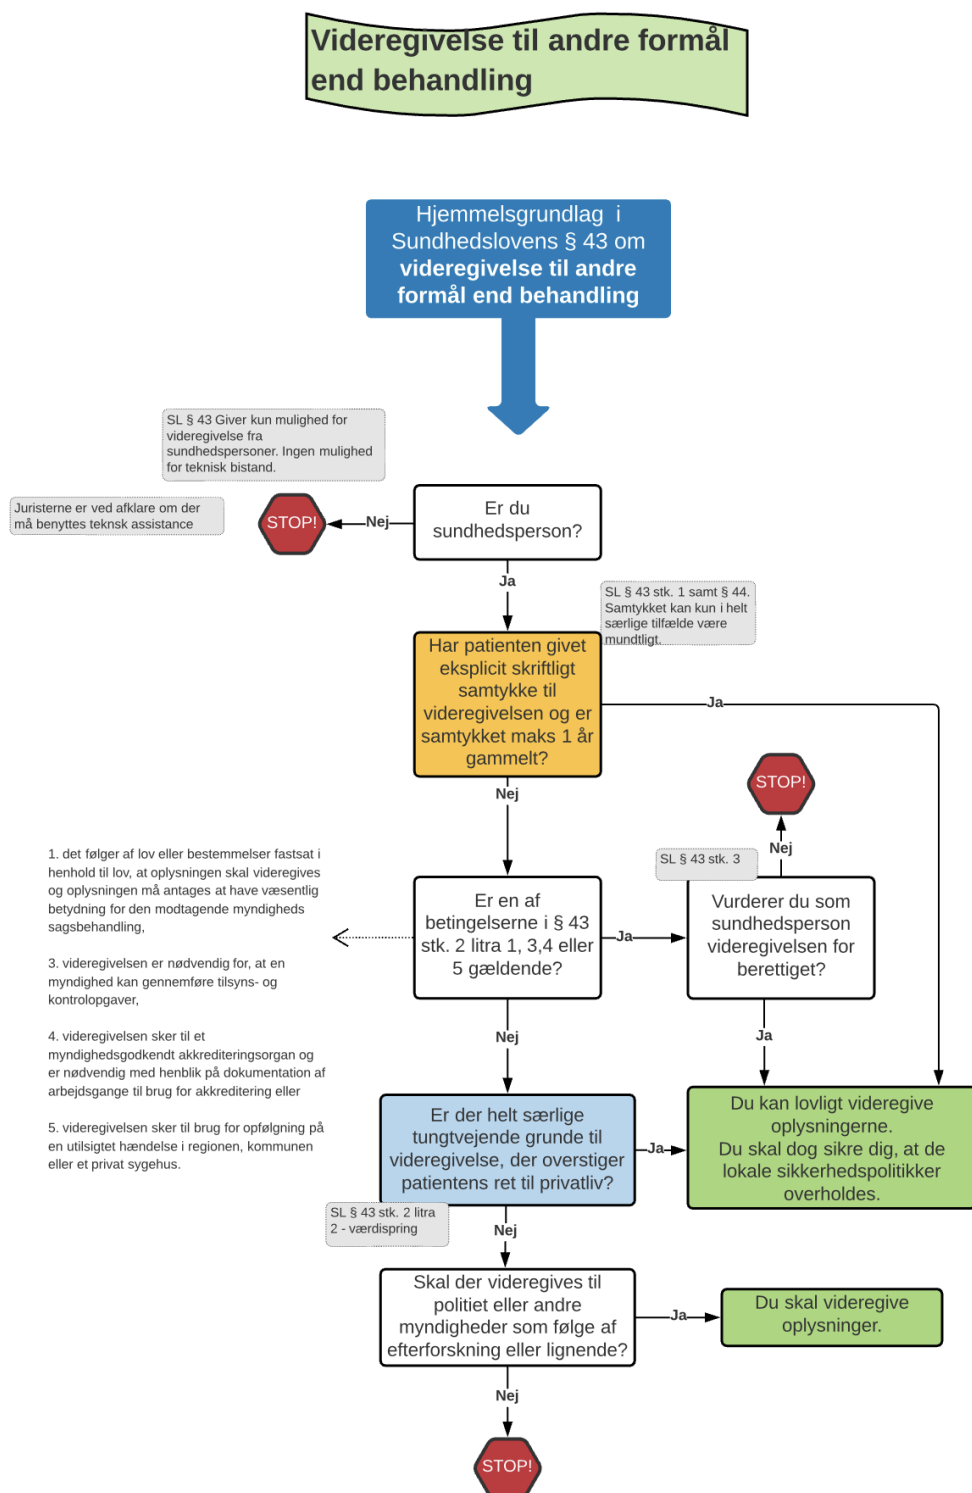 Videregivelse til andre formål
end behandling
Hjemmelsgrundlag i
Sundhedslovens § 43 om
videregivelse til andre
formål end behandling
SL § 43 Giver kun mulighed for
videregivelse fra
sundhedspersoner. Ingen mulighed
for teknisk bistand.
Juristerne er ved afklare om der
må benyttes teknsk assistance
STOP!
Nej
Er du
sundhedsperson?
Ja
SL § 43 stk. 1 samt § 44.
Samtykket kan kun i helt
særlige tilfælde være
mundtligt.
Har patienten givet
eksplicit skriftligt
samtykke til
videregivelsen og er
samtykket maks 1 år
gammelt?
Ja
Nej
STOP!
Nej
SL § 43 stk. 3
1. det følger af lov eller bestemmelser fastsat i
henhold til lov, at oplysningen skal videregives
og oplysningen må antages at have væsentlig
betydning for den modtagende myndigheds
sagsbehandling,
3. videregivelsen er nødvendig for, at en
myndighed kan gennemføre tilsyns- og
kontrolopgaver,
4. videregivelsen sker til et
myndighedsgodkendt akkrediteringsorgan og
er nødvendig med henblik på dokumentation af
arbejdsgange til brug for akkreditering eller
5. videregivelsen sker til brug for opfølgning på
en utilsigtet hændelse i regionen, kommunen
eller et privat sygehus.
Er en af
betingelserne i § 43
stk. 2 litra 1, 3,4 eller
5 gældende?
Ja
Vurderer du som
sundhedsperson
videregivelsen for
berettiget?
Nej
Ja
Er der helt særlige
tungtvejende grunde til
videregivelse, der overstiger
patientens ret til privatliv?
Ja
Du kan lovligt videregive
oplysningerne.
Du skal dog sikre dig, at de
lokale sikkerhedspolitikker
overholdes.
SL § 43 stk. 2 litra
2 - værdispring
Nej
Skal der videregives til
politiet eller andre
myndigheder som følge af
efterforskning eller lignende?
Ja
Du skal videregive
oplysninger.
Nej
STOP!